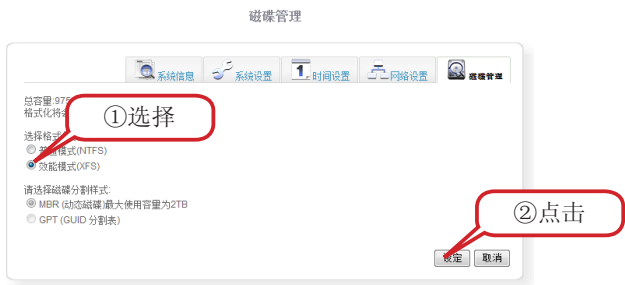 磁碟管理
系统信息 系统设置 时间设置 网络设置 磁碟管理
总容量:975
格式化将会
①选择
选择格式
模式(NTFS)
效能模式(XFS)
请选择磁碟分割样式:
MBR (动态磁碟)最大使用容量为2TB
GPT (GUID 分割表)
②点击
设定 取消